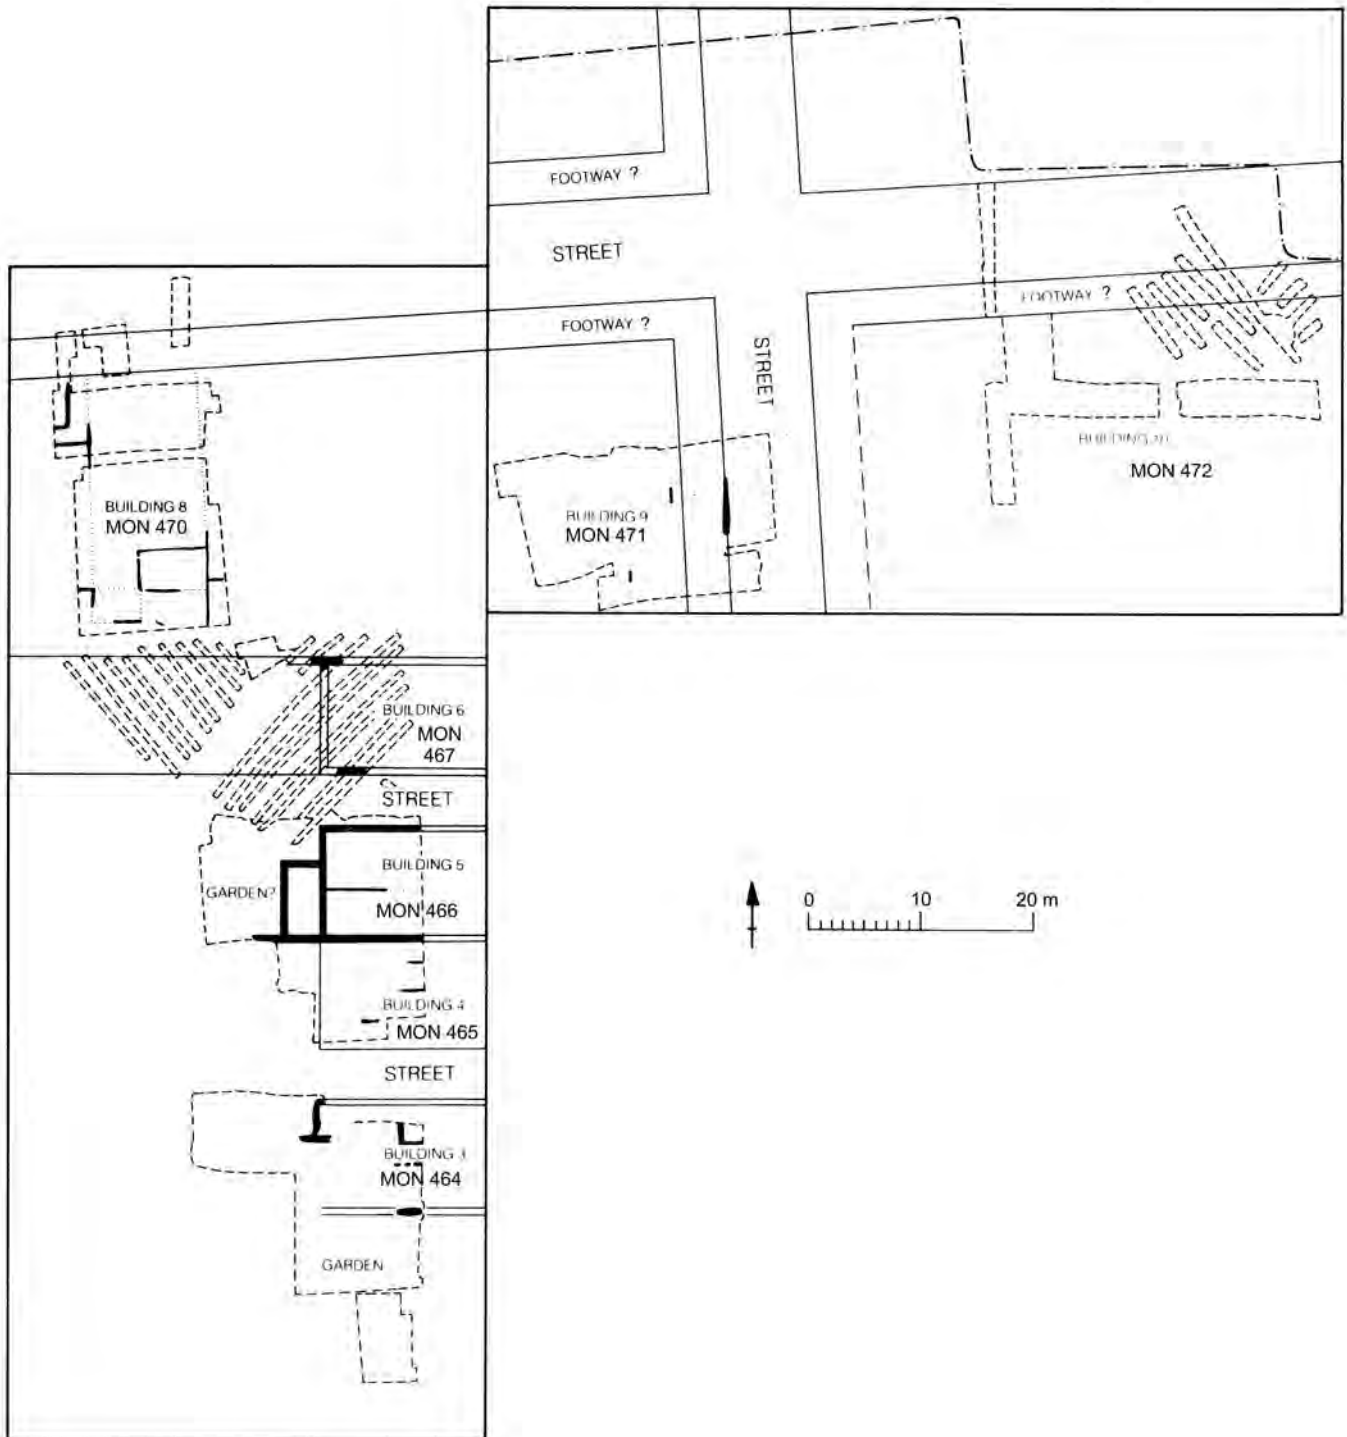 FOOTWAY ?
STREET
FOOTWAY ?
FOOTWAY ?
STREET
BUILDING 10
MON 472
BUILDING 9
MON 471
BUILDING 8
MON 470
BUILDING 6
MON
467
STREET
BUILDING 5
GARDEN?
MON 466
BUILDING 4
MON 465
STREET
BUILDING 3
MON 464
GARDEN
0 10 20 m